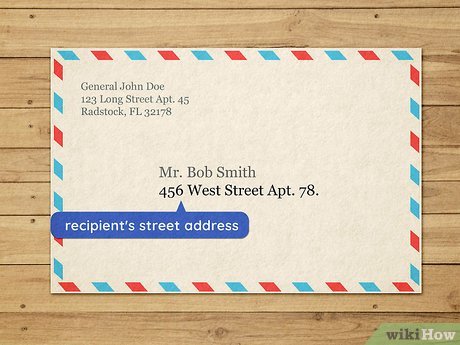 General John Doe
123 Long Street Apt. 45
Radstock, FL 32178
Mr. Bob Smith
456 West Street Apt. 78.
recipient's street address
wikiHow